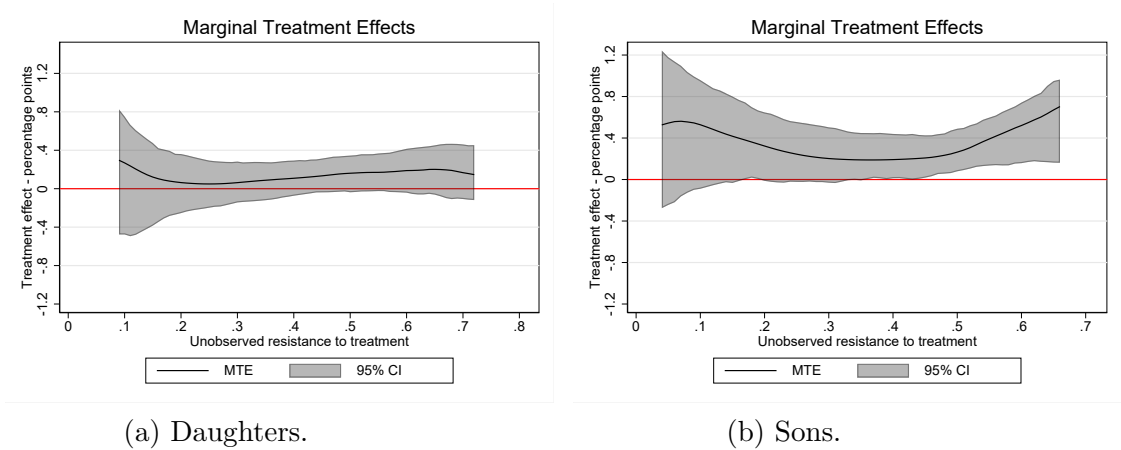 Marginal Treatment Effects
Treatment effect - percentage points
1.2
.8
.4
0
-.4
-.8
-1.2
0 .1 .2 .3 .4 .5 .6 .7 .8
Unobserved resistance to treatment
MTE 95% CI
(a) Daughters.
Marginal Treatment Effects
Treatment effect - percentage points
1.2
.8
.4
0
-.4
-.8
-1.2
0 .1 .2 .3 .4 .5 .6 .7
Unobserved resistance to treatment
MTE 95% CI
(b) Sons.